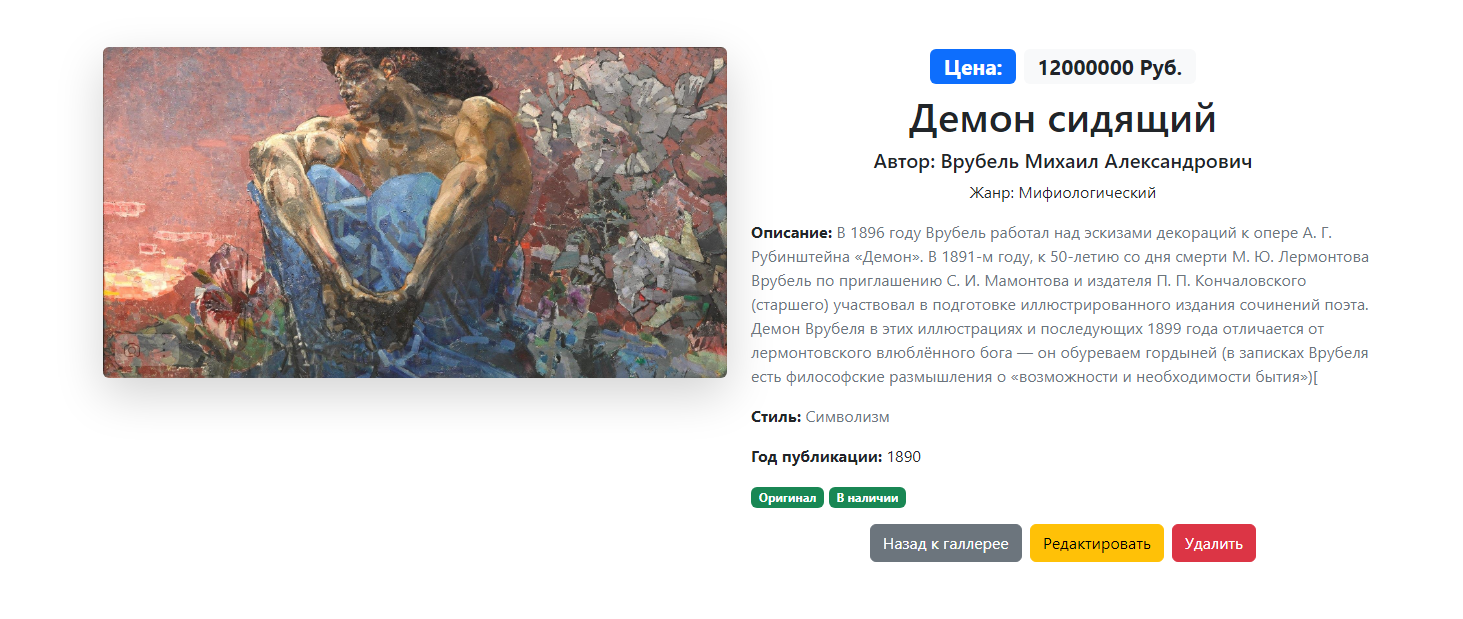 Цена: 12000000 Руб.
Демон сидящий
Автор: Врубель Михаил Александрович
Жанр: Мифиологический
Описание: В 1896 году Врубель работал над эскизами декораций к опере А. Г.
Рубинштейна «Демон». В 1891-м году, к 50-летию со дня смерти М. Ю. Лермонтова
Врубель по приглашению С. И. Мамонтова и издателя П. П. Кончаловского
(старшего) участвовал в подготовке иллюстрированного издания сочинений поэта.
Демон Врубеля в этих иллюстрациях и последующих 1899 года отличается от
лермонтовского влюблённого бога — он обуреваем гордыней (в записках Врубеля
есть философские размышления о «возможности и необходимости бытия»)[
Стиль: Символизм
Год публикации: 1890
Оригинал В наличии
Назад к галлерее Редактировать Удалить